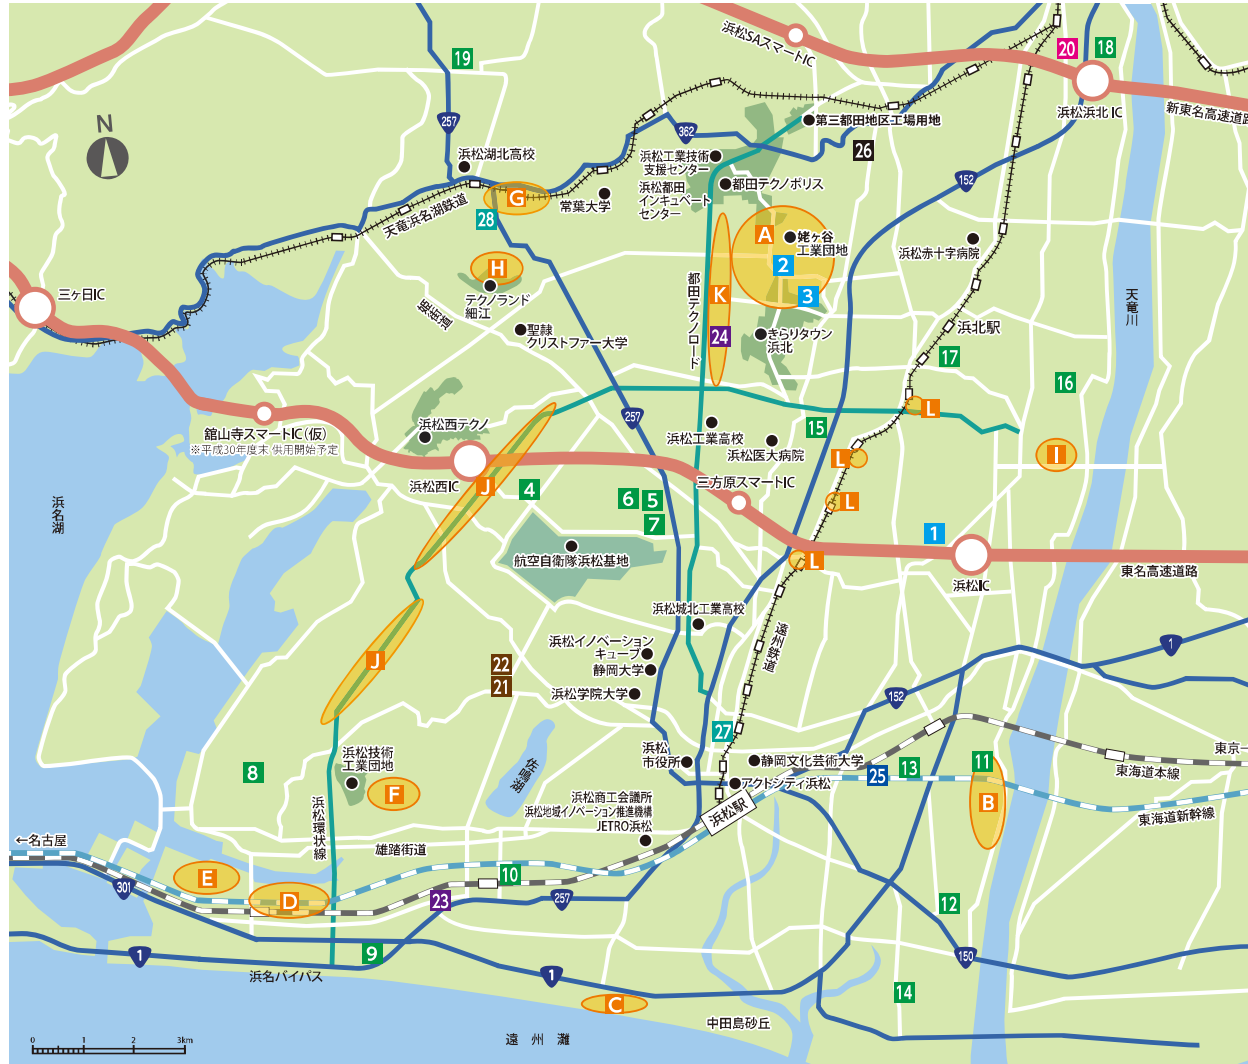 浜松SAスマートIC
20
18
19
浜松浜北IC
新東名高速道路
N
257
362
第三都田地区工場用地
26
浜松湖北高校
浜松工業技術
支援センター
都田テクノポリス
152
浜松都田
インキュベート
センター
G
常葉大学
天竜浜名湖鉄道
28
A
姥ヶ谷
工業団地
浜松赤十字病院
2
H
テクノランド
細江
三ヶ日IC
姫街道
都田テクノロード
K
3
天竜川
24
聖隷
クリストファー大学
きらりタウン
浜北
浜北駅
17
16
舘山寺スマートIC(仮)
※平成30年度末 供用開始予定
浜松西テクノ
257
L
浜松工業高校
15
浜松医大病院
L
I
浜松西IC
J
4
6
5
7
三方原スマートIC
L
浜名湖
航空自衛隊浜松基地
L
1
浜松IC
東名高速道路
浜松城北工業高校
浜松イノベーション
キューブ
静岡大学
浜松学院大学
遠州鉄道
1
J
22
21
152
27
浜松
市役所
静岡文化芸術大学
アクトシティ浜松
25
13
11
東京→
東海道本線
8
浜松技術
工業団地
F
佐鳴湖
浜松商工会議所
浜松地域イノベーション推進機構
JETRO浜松
浜松駅
B
東海道新幹線
浜松環状線
雄踏街道
←名古屋
E
D
301
10
23
257
12
1
9
150
浜名バイパス
1
C
14
中田島砂丘
遠州灘
0 1 2 3km